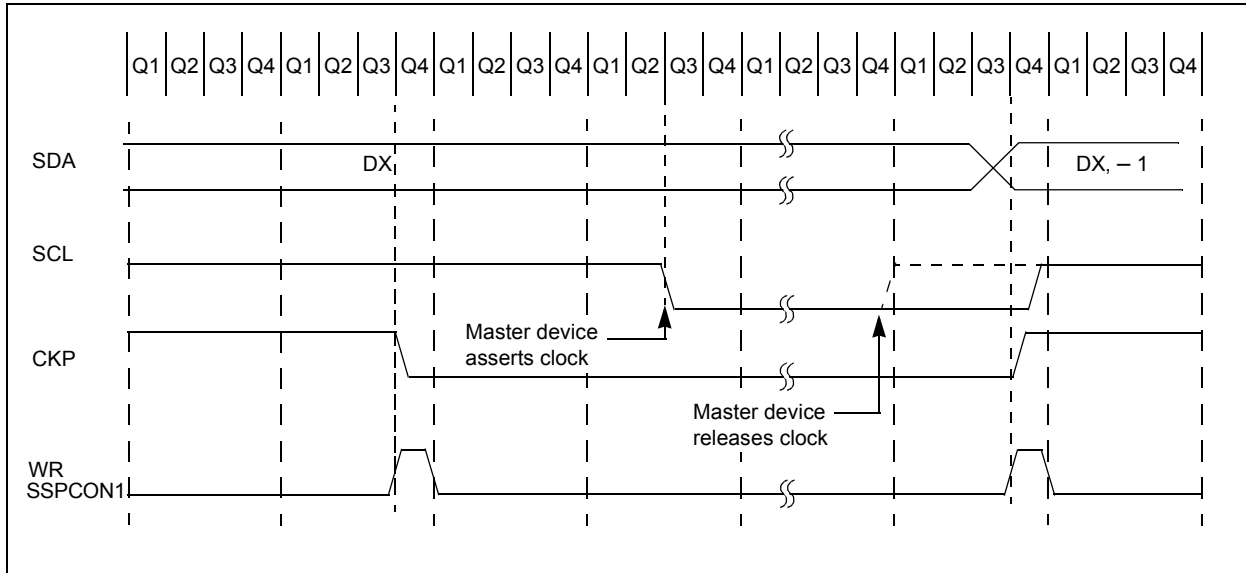 Q1 Q2 Q3 Q4 Q1 Q2 Q3 Q4 Q1 Q2 Q3 Q4 Q1 Q2 Q3 Q4 Q1 Q2 Q3 Q4 Q1 Q2 Q3 Q4 Q1 Q2 Q3 Q4
SDA
DX
DX, – 1
SCL
Master device
asserts clock
CKP
Master device
releases clock
WR
SSPCON1